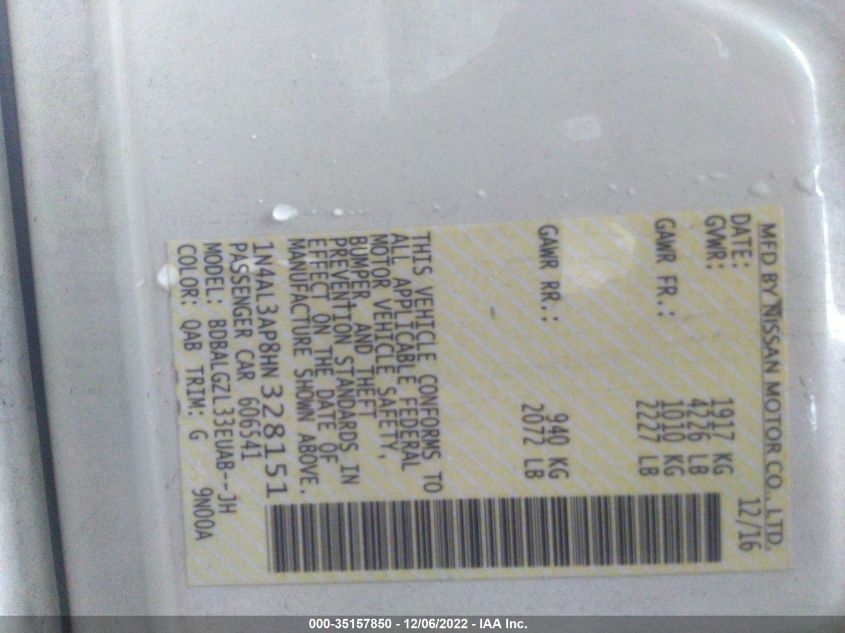 MFD BY NISSAN MOTOR CO., LTD.
DATE: 12/16
GVWR: 1917 KG
4226 LB
GAWR FR.: 1010 KG
2227 LB
GAWR RR.: 940 KG
2072 LB
THIS VEHICLE CONFORMS TO
ALL APPLICABLE FEDERAL
MOTOR VEHICLE SAFETY,
BUMPER, AND THEFT
PREVENTION STANDARDS IN
EFFECT ON THE DATE OF
MANUFACTURE SHOWN ABOVE.
1N4AL3AP8HN328151
PASSENGER CAR 606541
MODEL: BDBALGZL33EUAB--JH
COLOR: QAB TRIM: G 9N00A
000-35157850 - 12/06/2022 - IAA Inc.